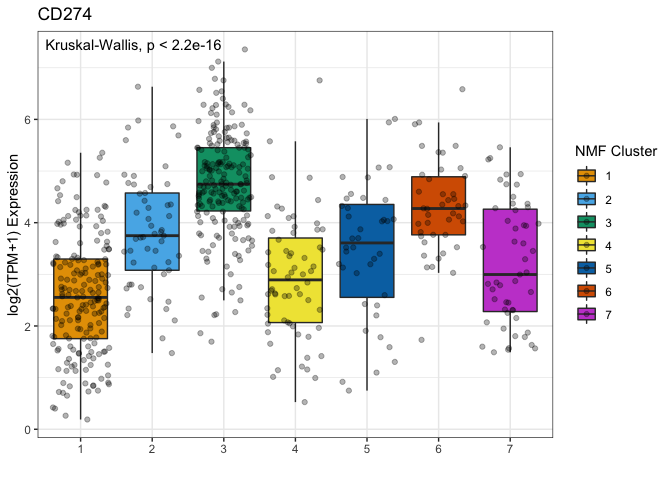 CD274
Kruskal-Wallis, p < 2.2e-16
log2(TPM+1) Expression
6
4
2
0
1 2 3 4 5 6 7
NMF Cluster
1
2
3
4
5
6
7